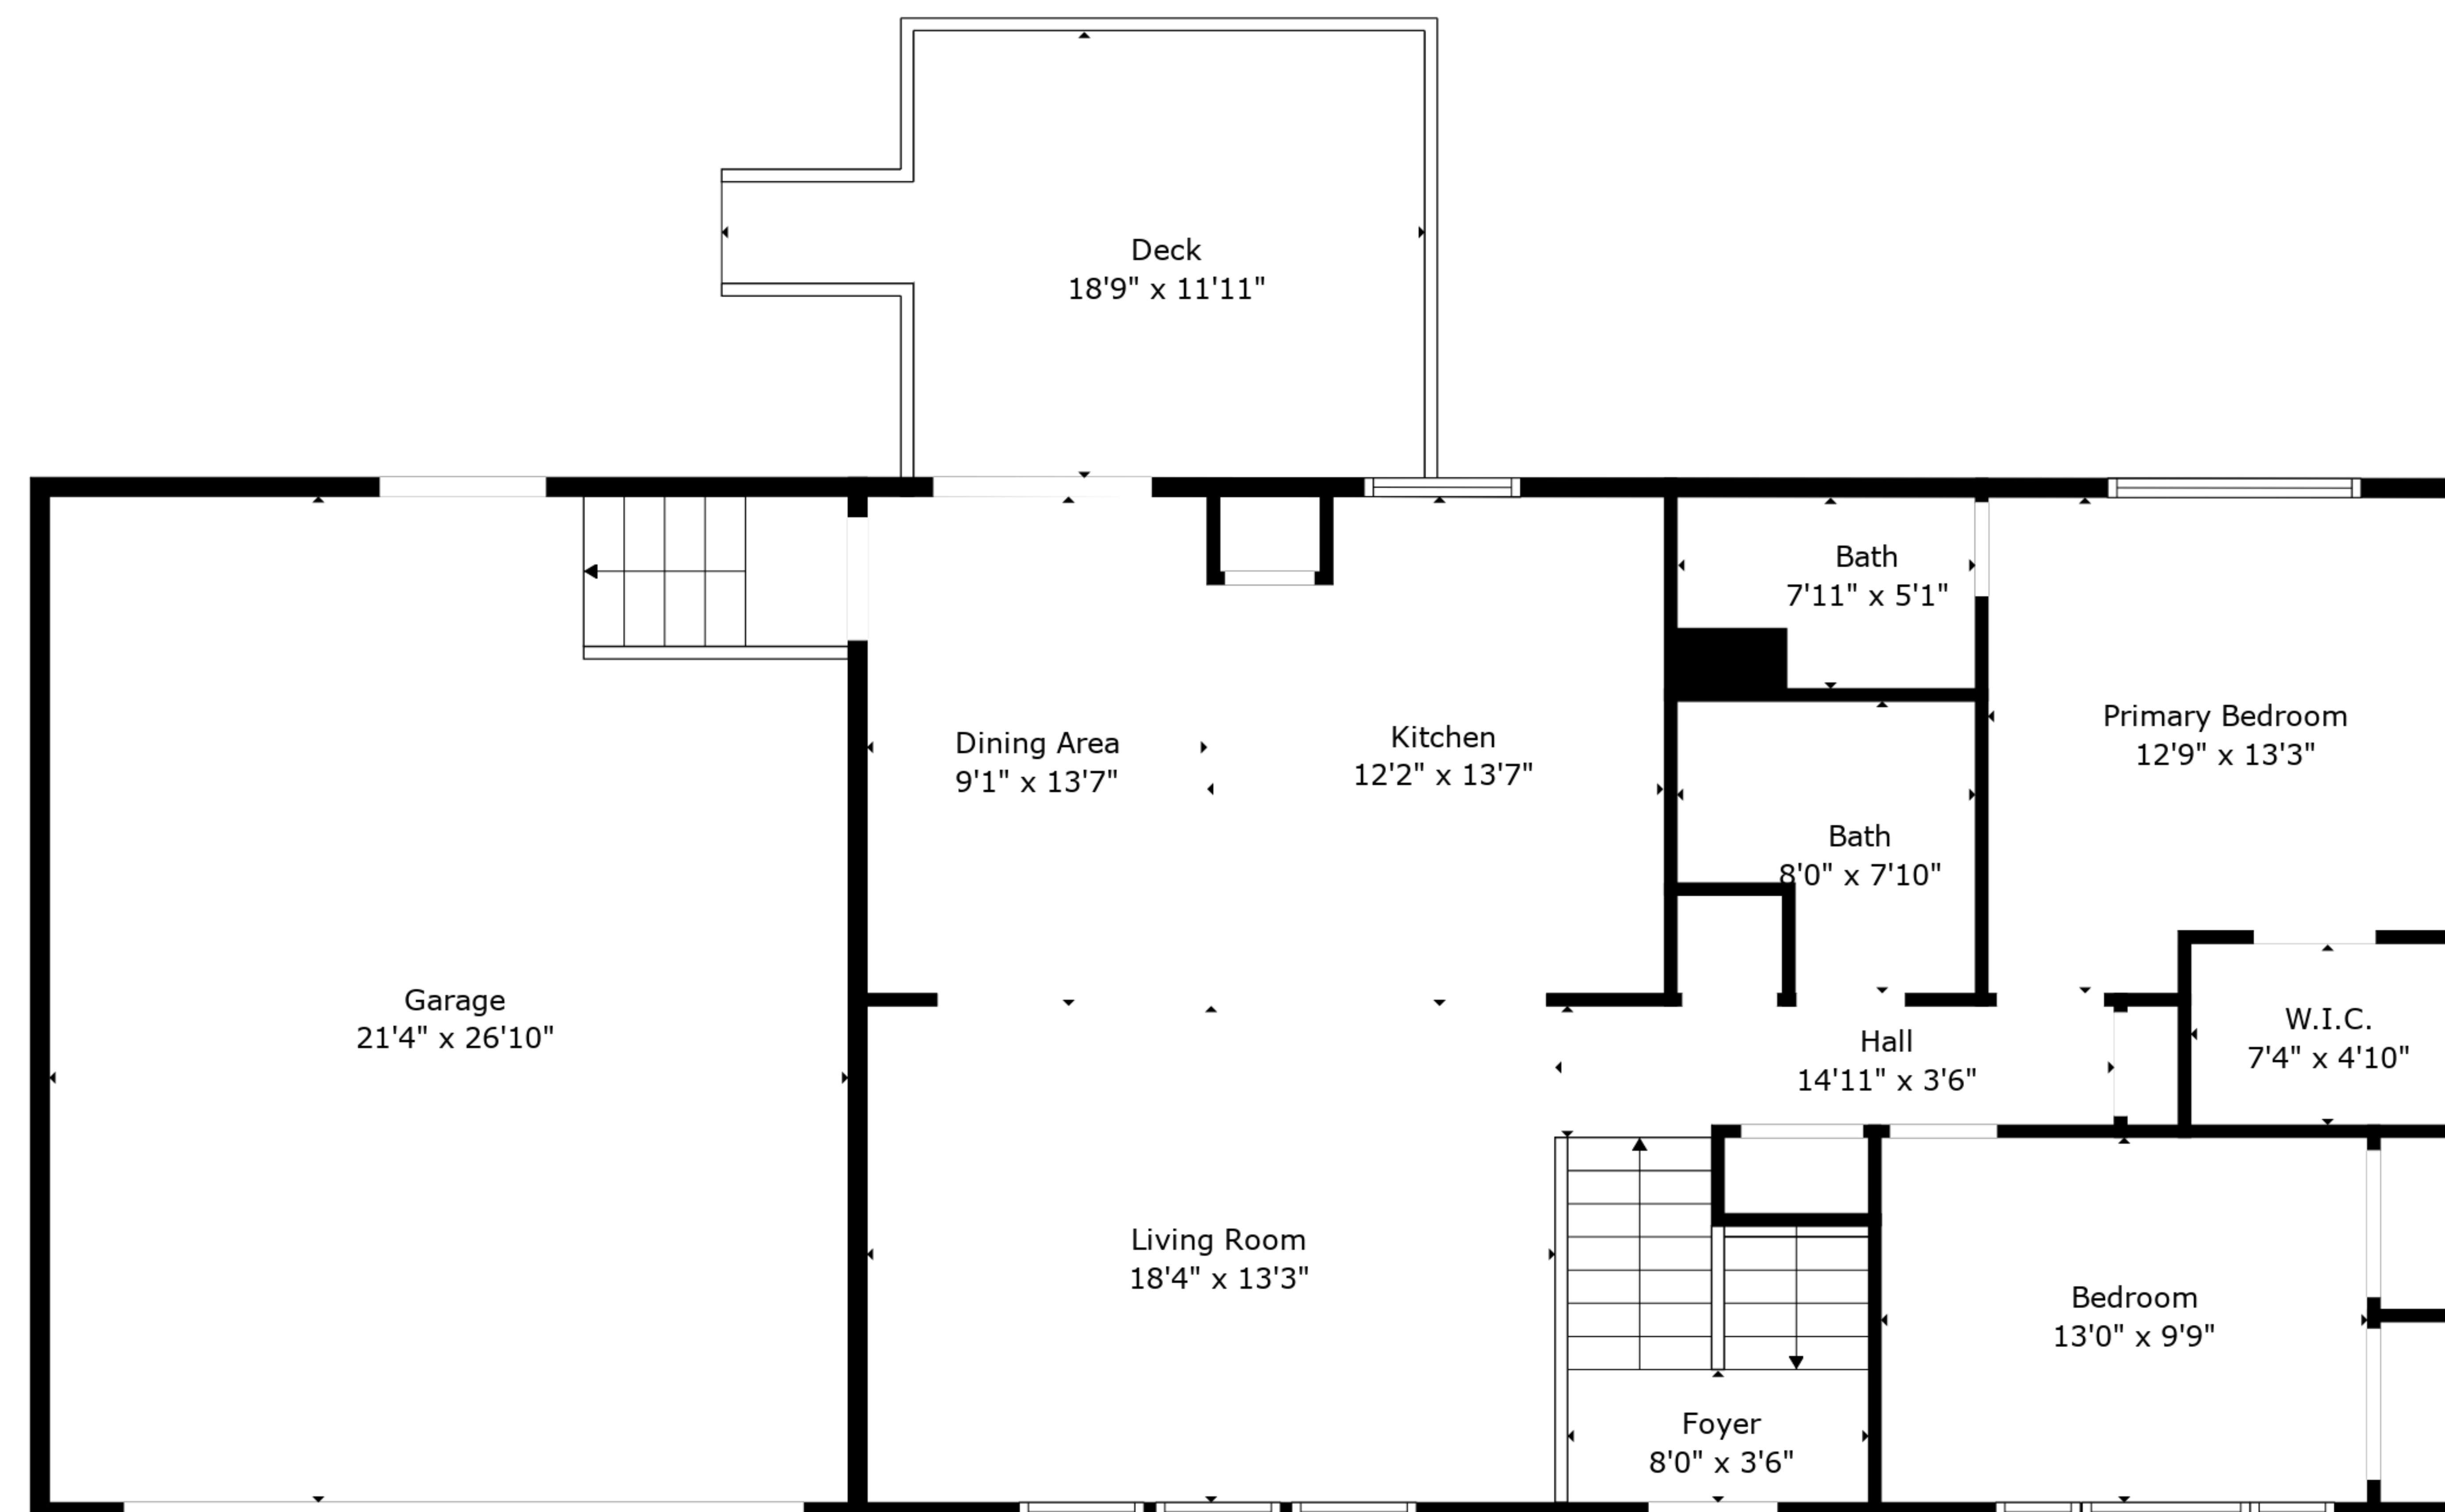 Deck
18'9" x 11'11"
Bath
7'11" x 5'1"
Primary Bedroom
12'9" x 13'3"
Dining Area
9'1" x 13'7"
Kitchen
12'2" x 13'7"
Bath
8'0" x 7'10"
Garage
21'4" x 26'10"
W.I.C.
7'4" x 4'10"
Hall
14'11" x 3'6"
Living Room
18'4" x 13'3"
Bedroom
13'0" x 9'9"
Foyer
8'0" x 3'6"